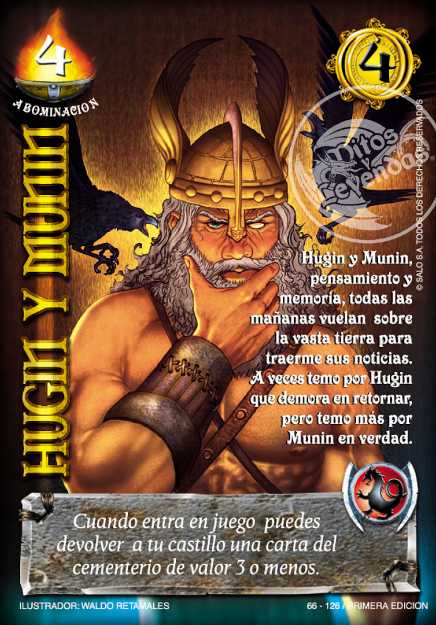 4
ABOMINACION
4
HUGIN Y MUNIN
Mitos
Y
Leyendas
© SALO S.A. TODOS LOS DERECHOS RESERVADOS
Hugin y Munin,
pensamiento y
memoria, todas las
mañanas vuelan sobre
la vasta tierra para
traerme sus noticias.
A veces temo por Hugin
que demora en retornar,
pero temo más por
Munin en verdad.
Cuando entra en juego puedes
devolver a tu castillo una carta del
cementerio de valor 3 o menos.
ILUSTRADOR: WALDO RETAMALES
66 - 126 / PRIMERA EDICION